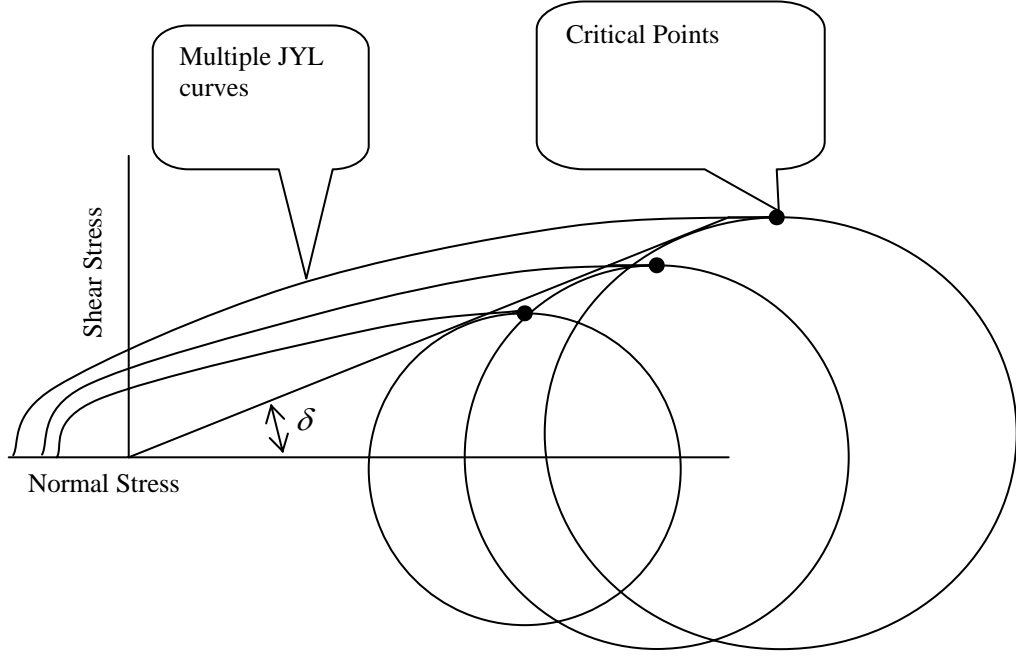 Multiple JYL
curves
Critical Points
Shear Stress
δ
Normal Stress